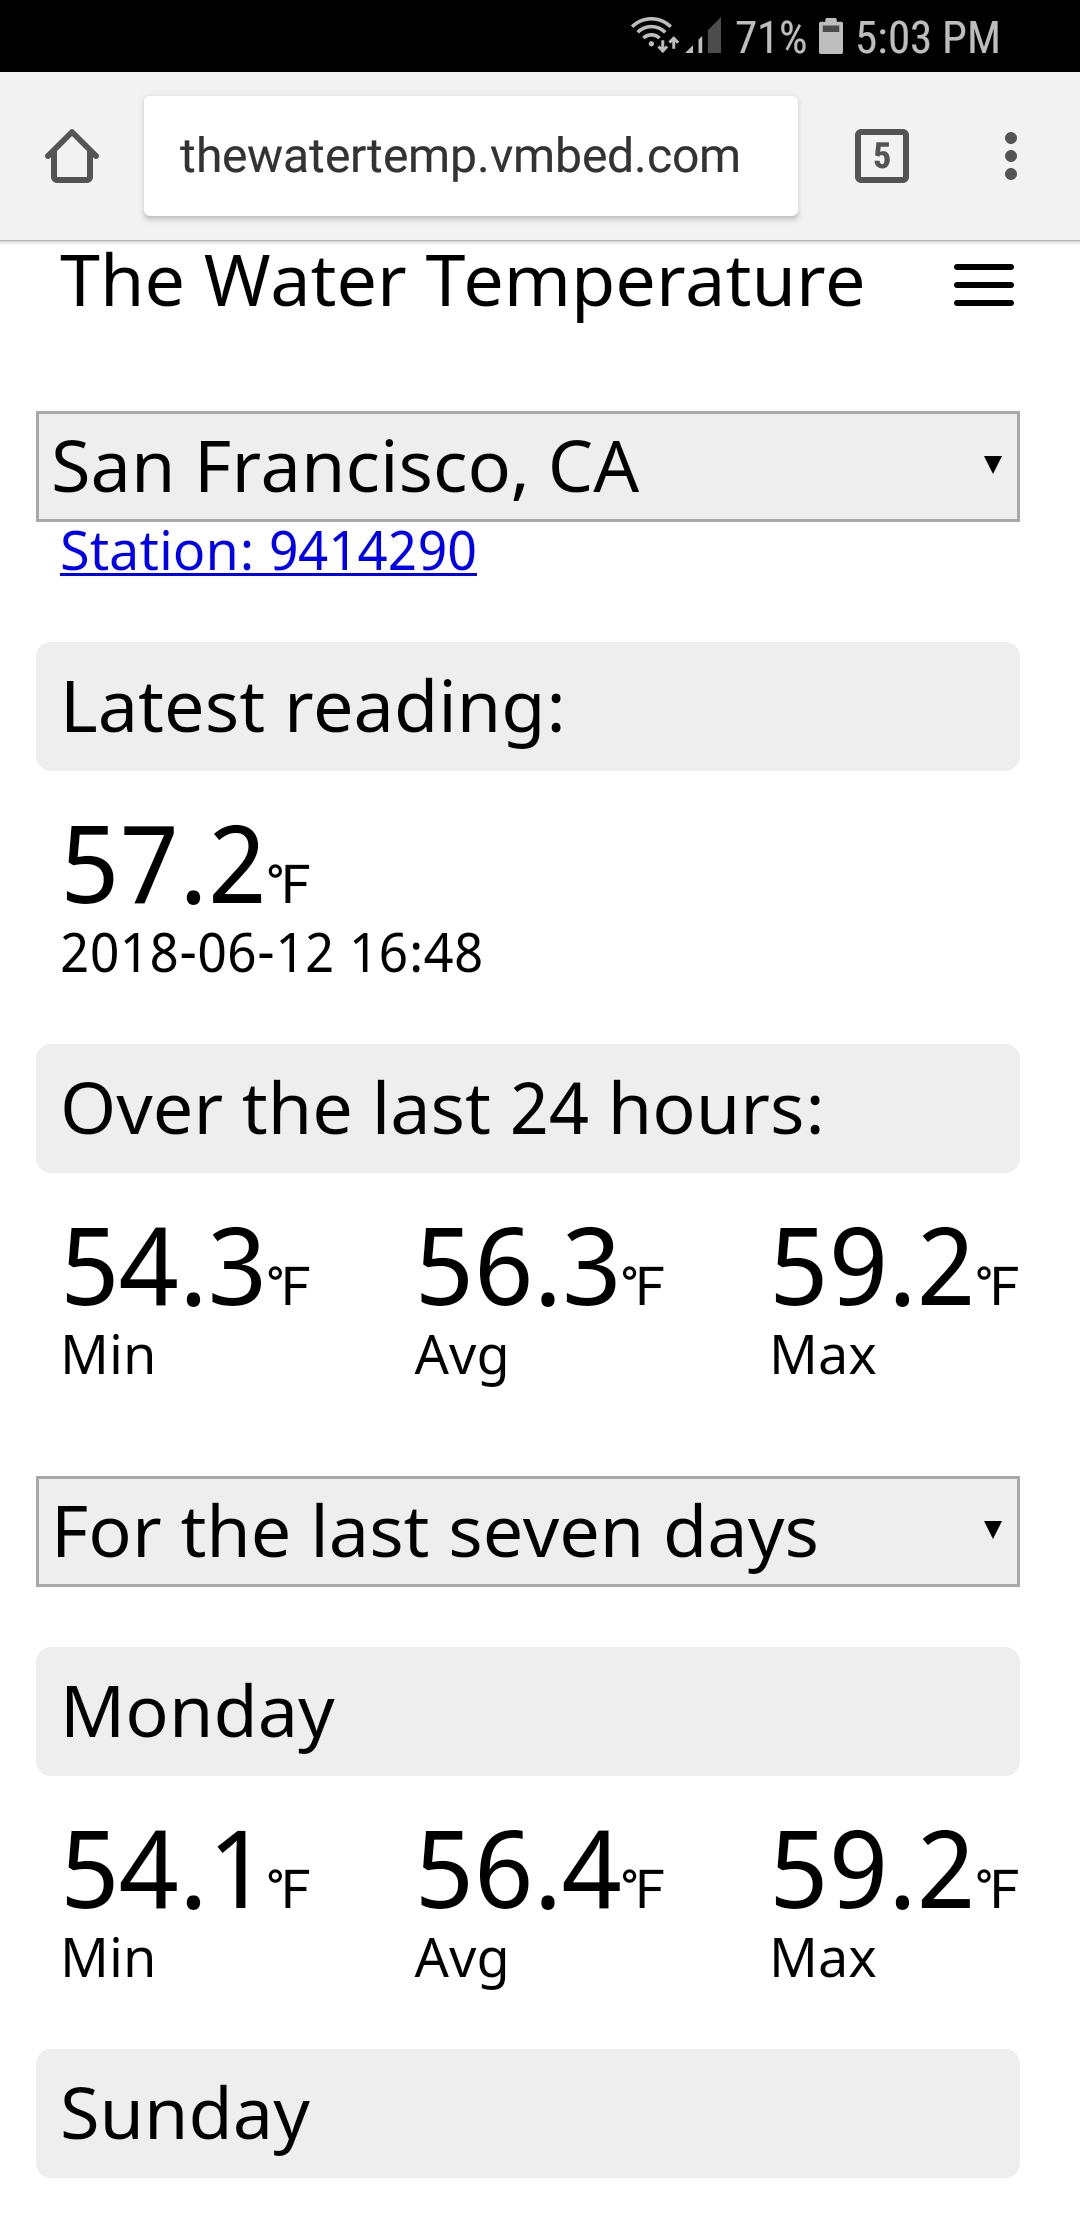 71% 5:03 PM
thewatertemp.vmbed.com 5
The Water Temperature
San Francisco, CA
Station: 9414290
Latest reading:
57.2°F
2018-06-12 16:48
Over the last 24 hours:
54.3°F 56.3°F 59.2°F
Min Avg Max
For the last seven days
Monday
54.1°F 56.4°F 59.2°F
Min Avg Max
Sunday